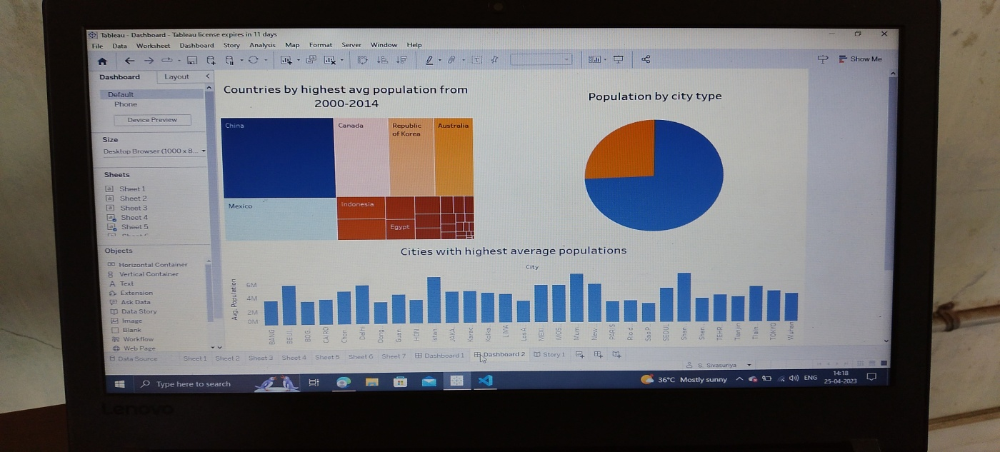 Tableau - Dashboard - Tableau license expires in 11 days
File Data Worksheet Dashboard Story Analysis Map Format Server Window Help
Show Me
Dashboard Layout
Default
Phone
Device Preview
Size
Desktop Browser (1000 x 8...
Sheets
Sheet 1
Sheet 2
Sheet 3
Sheet 4
Sheet 5
Objects
Horizontal Container
Vertical Container
Text
Extension
Ask Data
Data Story
Image
Blank
Workflow
Web Page
Countries by highest avg population from
2000-2014
China
Canada
Republic
of Korea
Australia
Mexico
Indonesia
Egypt
Population by city type
Cities with highest average populations
City
Avg. Population
6M
4M
2M
0M
BANG.. BEIJI.. BOG.. CAIRO Chon.. Delhi Dong.. Guan.. HON.. Istan.. JAKA.. Karac.. Kolka.. LIMA Los A.. MEXI.. MOS.. Mum.. New.. PARIS Rio d.. Sao P.. SEOUL Shan.. Shen.. TEHR.. Tianjin TOKYO Wuhan
Data Source Sheet 1 Sheet 2 Sheet 3 Sheet 4 Sheet 5 Sheet 6 Sheet 7 Dashboard 1 Dashboard 2 Story 1
S. Sivasuriya
Type here to search
36°C Mostly sunny
ENG
14:18
25-04-2023
Lenovo